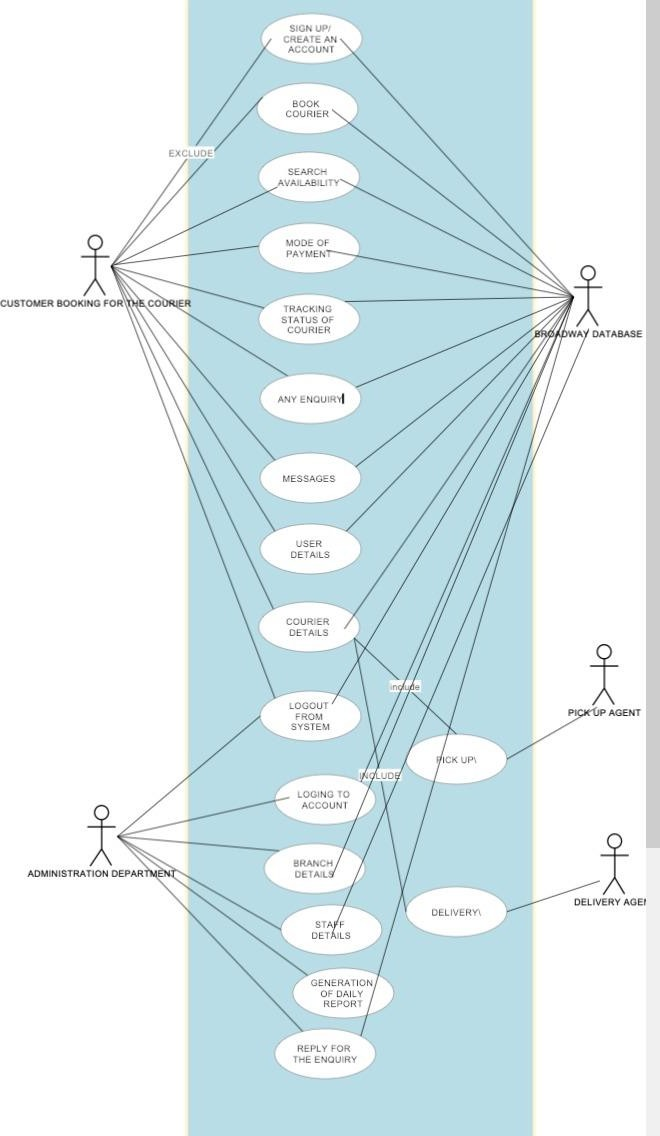 SIGN UP/
CREATE AN
ACCOUNT
BOOK
COURIER
EXCLUDE
SEARCH
AVAILABILITY
MODE OF
PAYMENT
CUSTOMER BOOKING FOR THE COURIER
TRACKING
STATUS OF
COURIER
BROADWAY DATABASE
ANY ENQUIRY
MESSAGES
USER
DETAILS
COURIER
DETAILS
include
LOGOUT
FROM
SYSTEM
PICK UP AGENT
PICK UP\
INCLUDE
LOGING TO
ACCOUNT
ADMINISTRATION DEPARTMENT
BRANCH
DETAILS
STAFF
DETAILS
DELIVERY\
DELIVERY AGE
GENERATION
OF DAILY
REPORT
REPLY FOR
THE ENQUIRY